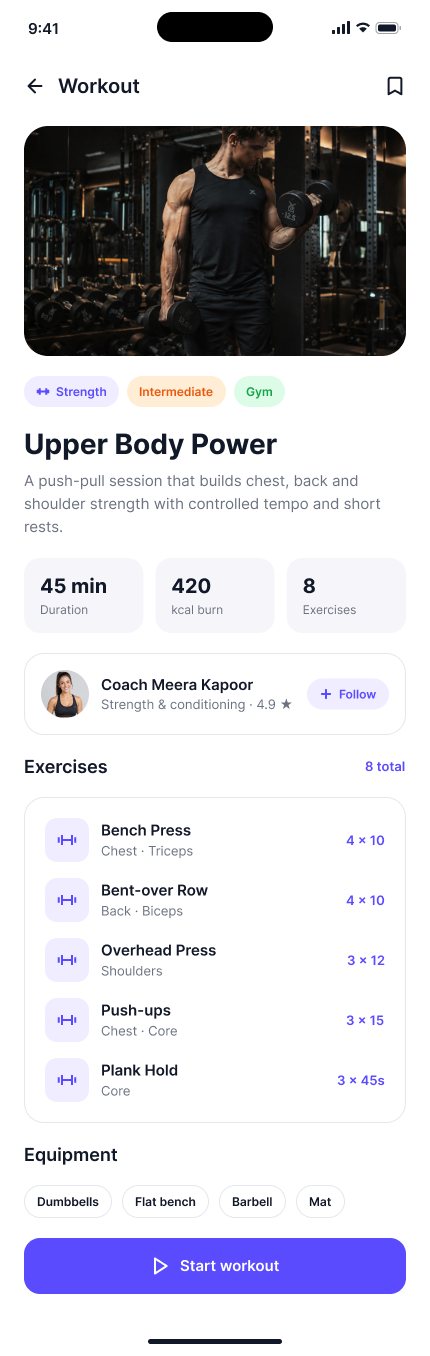 9:41
Workout
Strength
Intermediate
Gym
Upper Body Power
A push-pull session that builds chest, back and
shoulder strength with controlled tempo and short
rests.
45 min
Duration
420
kcal burn
8
Exercises
Coach Meera Kapoor
Strength & conditioning · 4.9 ★
Follow
Exercises
8 total
Bench Press
Chest · Triceps
4 × 10
Bent-over Row
Back · Biceps
4 × 10
Overhead Press
Shoulders
3 × 12
Push-ups
Chest · Core
3 × 15
Plank Hold
Core
3 × 45s
Equipment
Dumbbells
Flat bench
Barbell
Mat
Start workout